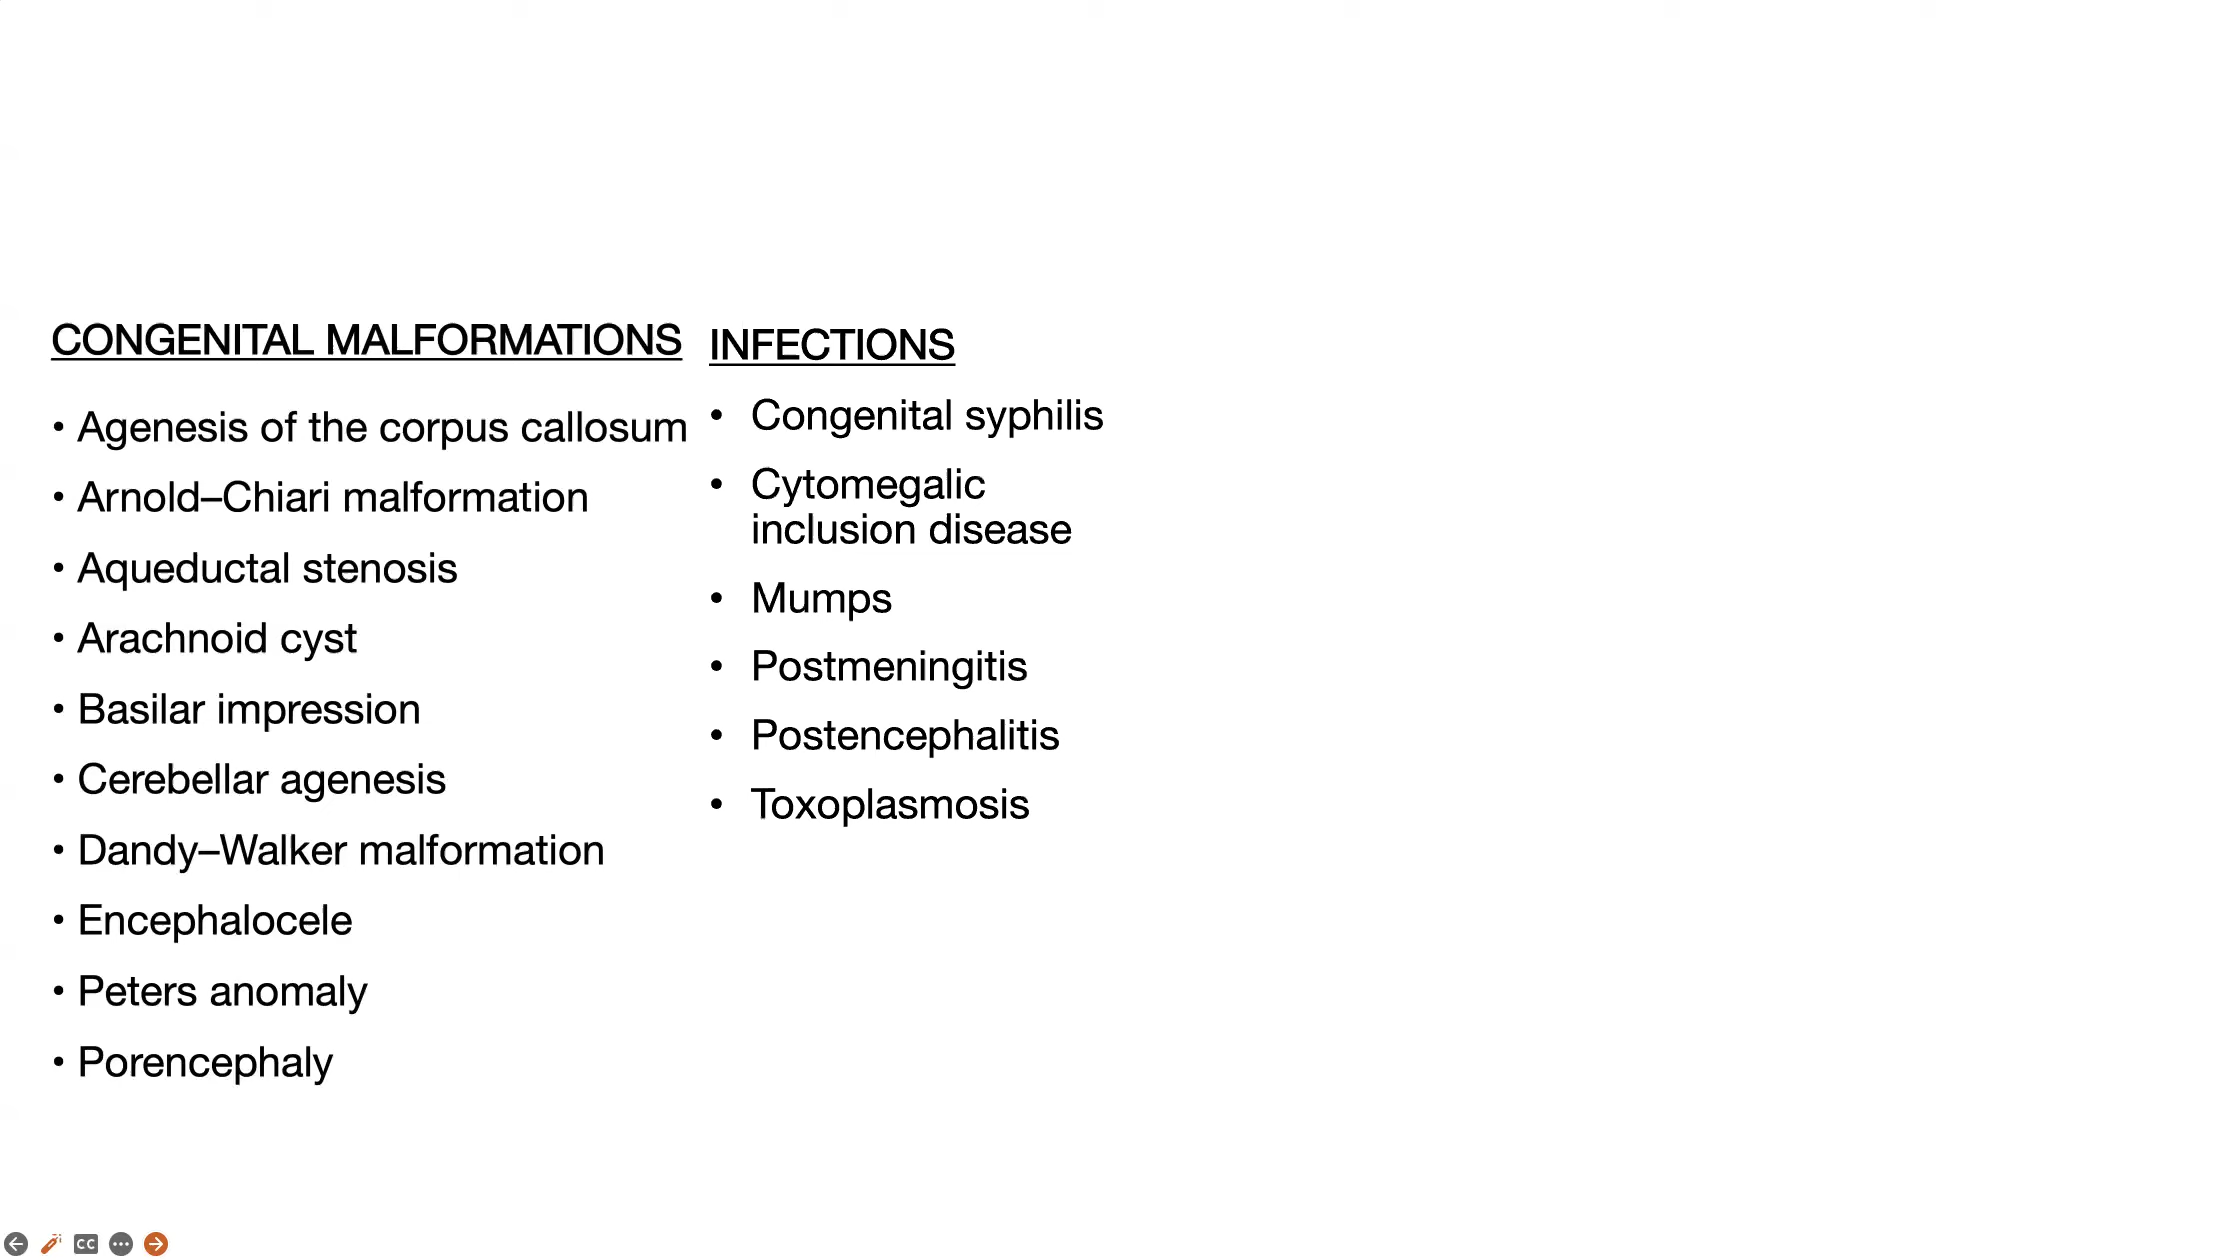 CONGENITAL MALFORMATIONS
• Agenesis of the corpus callosum
• Arnold–Chiari malformation
• Aqueductal stenosis
• Arachnoid cyst
• Basilar impression
• Cerebellar agenesis
• Dandy–Walker malformation
• Encephalocele
• Peters anomaly
• Porencephaly
INFECTIONS
• Congenital syphilis
• Cytomegalic
inclusion disease
• Mumps
• Postmeningitis
• Postencephalitis
• Toxoplasmosis
CC